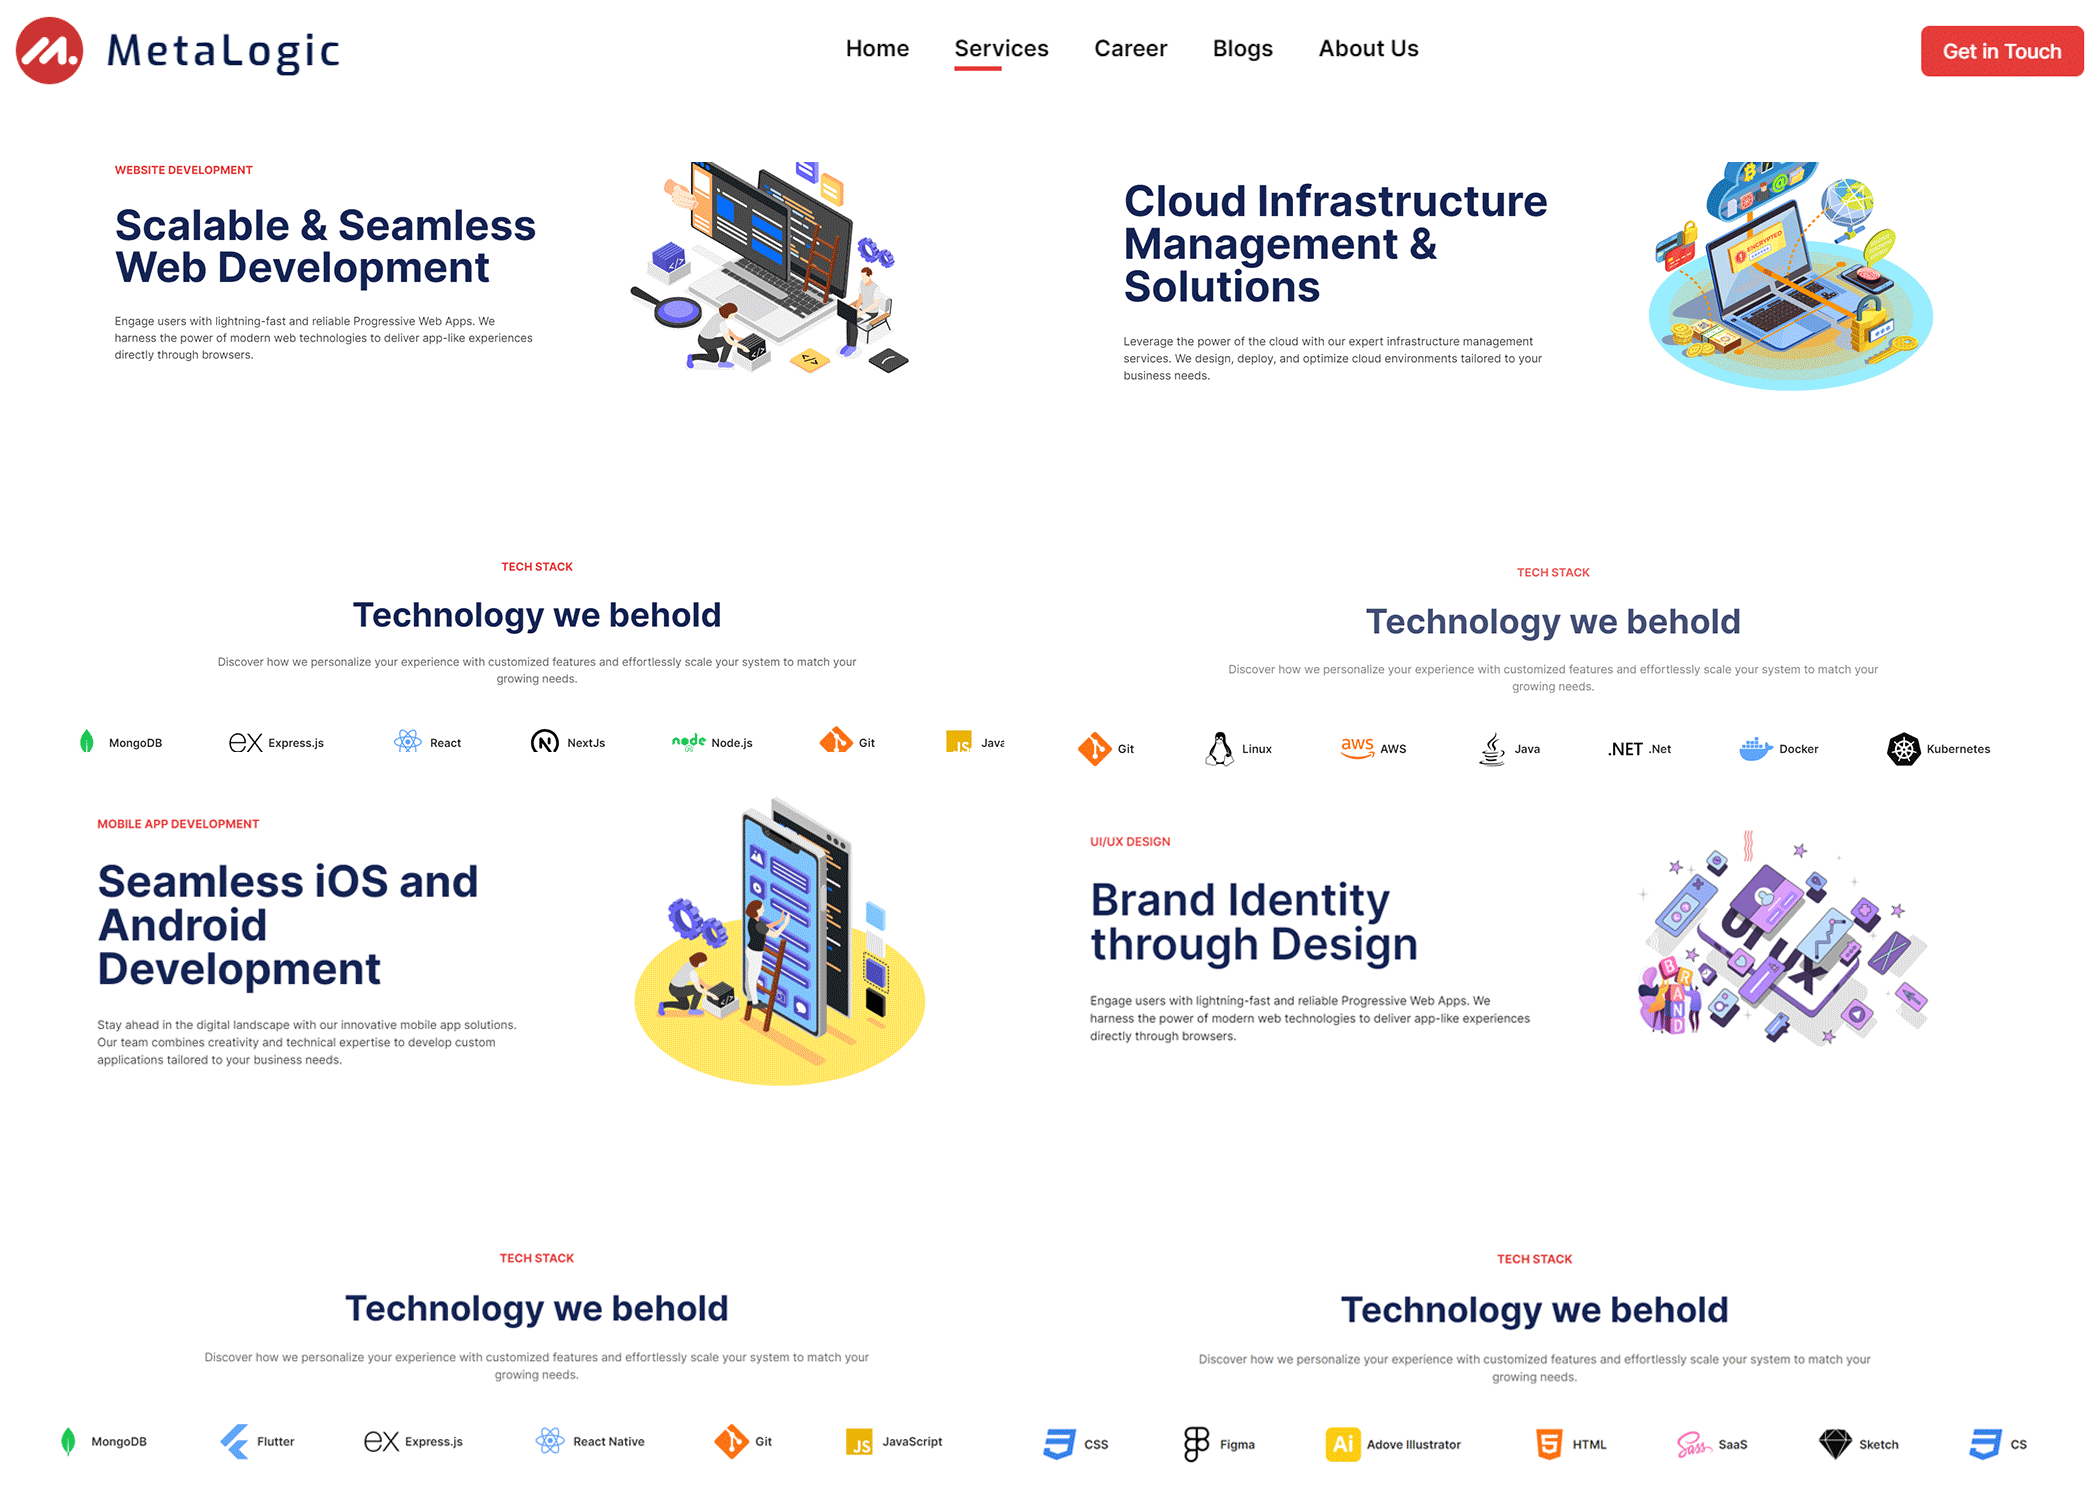 MetaLogic
Home Services Career Blogs About Us
Get in Touch
WEBSITE DEVELOPMENT
Scalable & Seamless
Web Development
Engage users with lightning-fast and reliable Progressive Web Apps. We
harness the power of modern web technologies to deliver app-like experiences
directly through browsers.
Cloud Infrastructure
Management &
Solutions
Leverage the power of the cloud with our expert infrastructure management
services. We design, deploy, and optimize cloud environments tailored to your
business needs.
ENCRYPTED
TECH STACK
Technology we behold
Discover how we personalize your experience with customized features and effortlessly scale your system to match your
growing needs.
MongoDB
ex Express.js
React
N NextJs
node Node.js
Git
JS Java
TECH STACK
Technology we behold
Discover how we personalize your experience with customized features and effortlessly scale your system to match your
growing needs.
Git
Linux
aws AWS
Java
.NET .Net
Docker
Kubernetes
MOBILE APP DEVELOPMENT
Seamless iOS and
Android
Development
Stay ahead in the digital landscape with our innovative mobile app solutions.
Our team combines creativity and technical expertise to develop custom
applications tailored to your business needs.
UI/UX DESIGN
Brand Identity
through Design
Engage users with lightning-fast and reliable Progressive Web Apps. We
harness the power of modern web technologies to deliver app-like experiences
directly through browsers.
UI UX
BRAND
TECH STACK
Technology we behold
Discover how we personalize your experience with customized features and effortlessly scale your system to match your
growing needs.
MongoDB
Flutter
ex Express.js
React Native
Git
JS JavaScript
TECH STACK
Technology we behold
Discover how we personalize your experience with customized features and effortlessly scale your system to match your
growing needs.
CSS
Figma
Ai Adove Illustrator
5 HTML
Sass SaaS
Sketch
CS